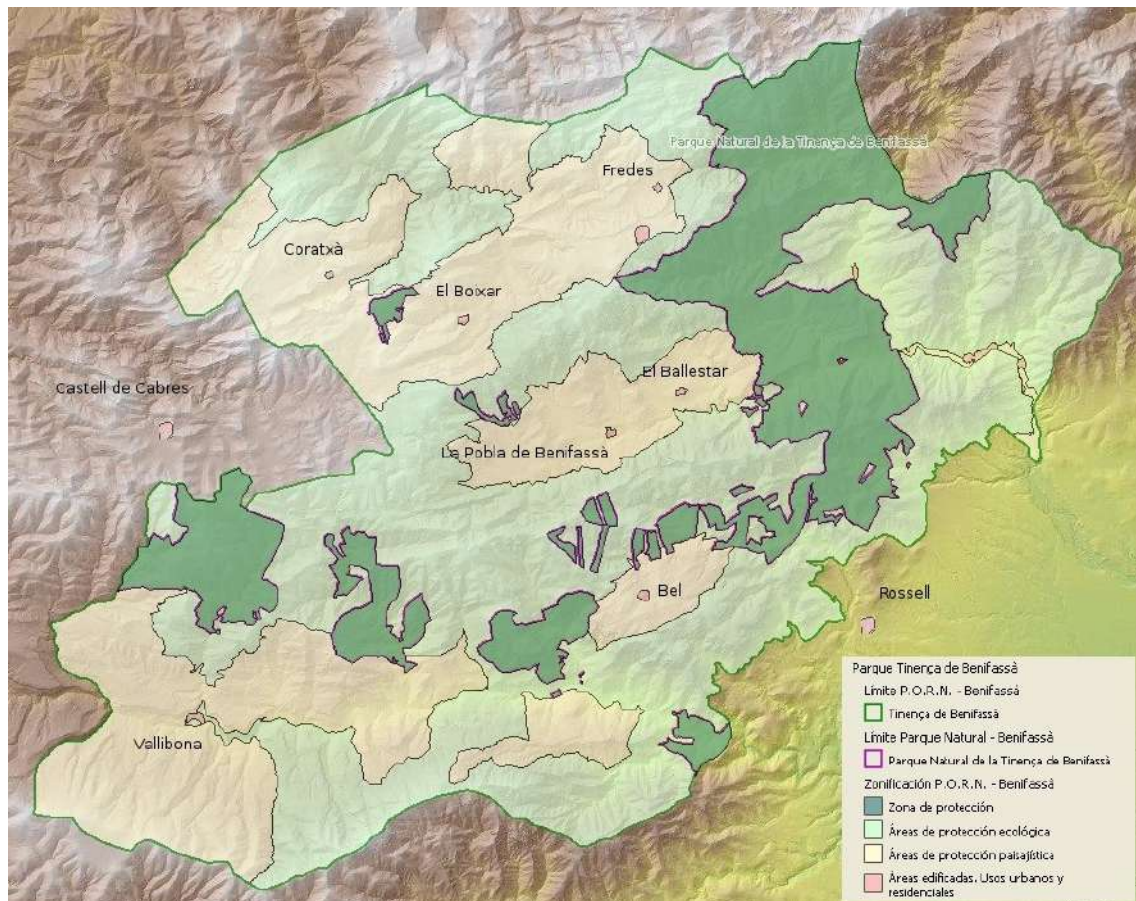 Parque Natural de la Tinença de Benifassà
Fredes
Coratxà
El Boixar
Castell de Cabres
El Ballestar
La Pobla de Benifassà
Bel
Rossell
Vallibona
Parque Tinença de Benifassà
Límite P.O.R.N. - Benifassà
Tinença de Benifassà
Límite Parque Natural - Benifassà
Parque Natural de la Tinença de Benifassà
Zonificación P.O.R.N. - Benifassà
Zona de protección
Áreas de protección ecológica
Áreas de protección paisajística
Áreas edificadas. Usos urbanos y
residenciales